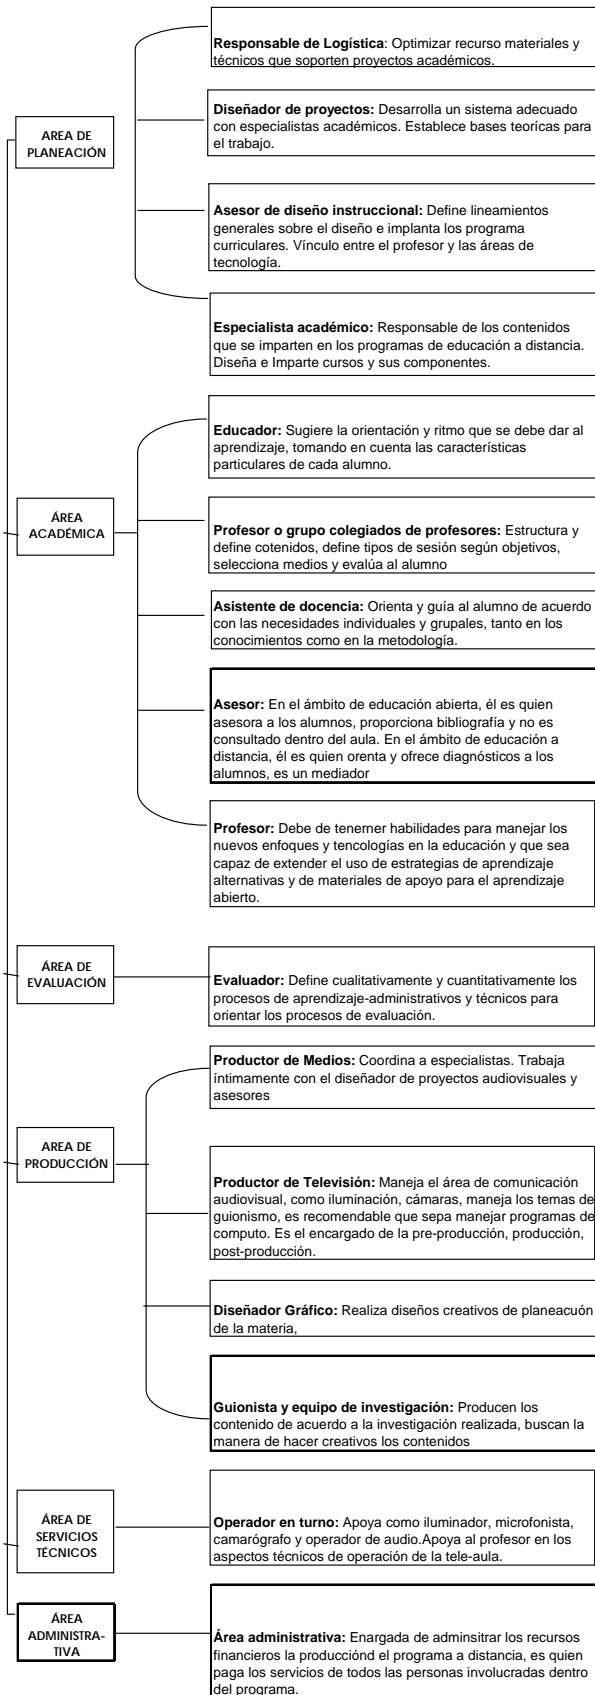 Responsable de Logística: Optimizar recurso materiales y
técnicos que soporten proyectos académicos.
AREA DE
PLANEACIÓN
Diseñador de proyectos: Desarrolla un sistema adecuado
con especialistas académicos. Establece bases teorícas para
el trabajo.
Asesor de diseño instruccional: Define lineamientos
generales sobre el diseño e implanta los programa
curriculares. Vínculo entre el profesor y las áreas de
tecnología.
Especialista académico: Responsable de los contenidos
que se imparten en los programas de educación a distancia.
Diseña e Imparte cursos y sus componentes.
Educador: Sugiere la orientación y ritmo que se debe dar al
aprendizaje, tomando en cuenta las características
particulares de cada alumno.
ÁREA
ACADÉMICA
Profesor o grupo colegiados de profesores: Estructura y
define cotenidos, define tipos de sesión según objetivos,
selecciona medios y evalúa al alumno
Asistente de docencia: Orienta y guía al alumno de acuerdo
con las necesidades individuales y grupales, tanto en los
conocimientos como en la metodología.
Asesor: En el ámbito de educación abierta, él es quien
asesora a los alumnos, proporciona bibliografía y no es
consultado dentro del aula. En el ámbito de educación a
distancia, él es quien orenta y ofrece diagnósticos a los
alumnos, es un mediador
Profesor: Debe de tenerner habilidades para manejar los
nuevos enfoques y tencologías en la educación y que sea
capaz de extender el uso de estrategias de aprendizaje
alternativas y de materiales de apoyo para el aprendizaje
abierto.
ÁREA DE
EVALUACIÓN
Evaluador: Define cualitativamente y cuantitativamente los
procesos de aprendizaje-administrativos y técnicos para
orientar los procesos de evaluación.
Productor de Medios: Coordina a especialistas. Trabaja
íntimamente con el diseñador de proyectos audiovisuales y
asesores
AREA DE
PRODUCCIÓN
Productor de Televisión: Maneja el área de comunicación
audiovisual, como iluminación, cámaras, maneja los temas de
guionismo, es recomendable que sepa manejar programas de
computo. Es el encargado de la pre-producción, producción,
post-producción.
Diseñador Gráfico: Realiza diseños creativos de planeacuón
de la materia,
Guionista y equipo de investigación: Producen los
contenido de acuerdo a la investigación realizada, buscan la
manera de hacer creativos los contenidos
ÁREA DE
SERVICIOS
TÉCNICOS
Operador en turno: Apoya como iluminador, microfonista,
camarógrafo y operador de audio.Apoya al profesor en los
aspectos técnicos de operación de la tele-aula.
ÁREA
ADMINISTRA-
TIVA
Área administrativa: Enargada de adminsitrar los recursos
financieros la producciónd el programa a distancia, es quien
paga los servicios de todos las personas involucradas dentro
del programa.